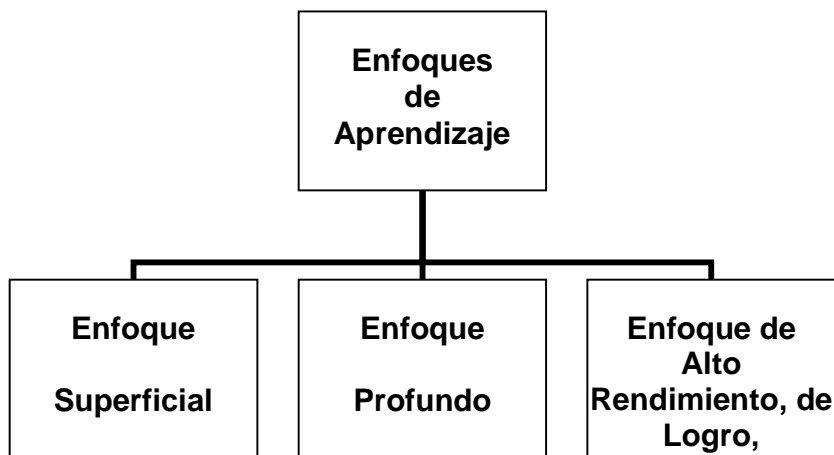 Enfoques
de
Aprendizaje
Enfoque
Superficial
Enfoque
Profundo
Enfoque de
Alto
Rendimiento, de
Logro,